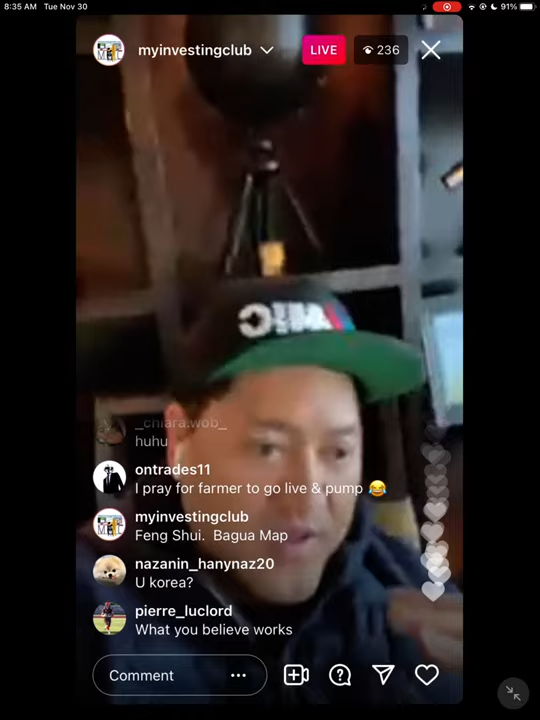 8:35 AM Tue Nov 30
91%
myinvestingclub
LIVE
236
_chiara.wob_
huhu
ontrades11
I pray for farmer to go live & pump 😂
myinvestingclub
Feng Shui. Bagua Map
nazanin_hanynaz20
U korea?
pierre_luclord
What you believe works
Comment